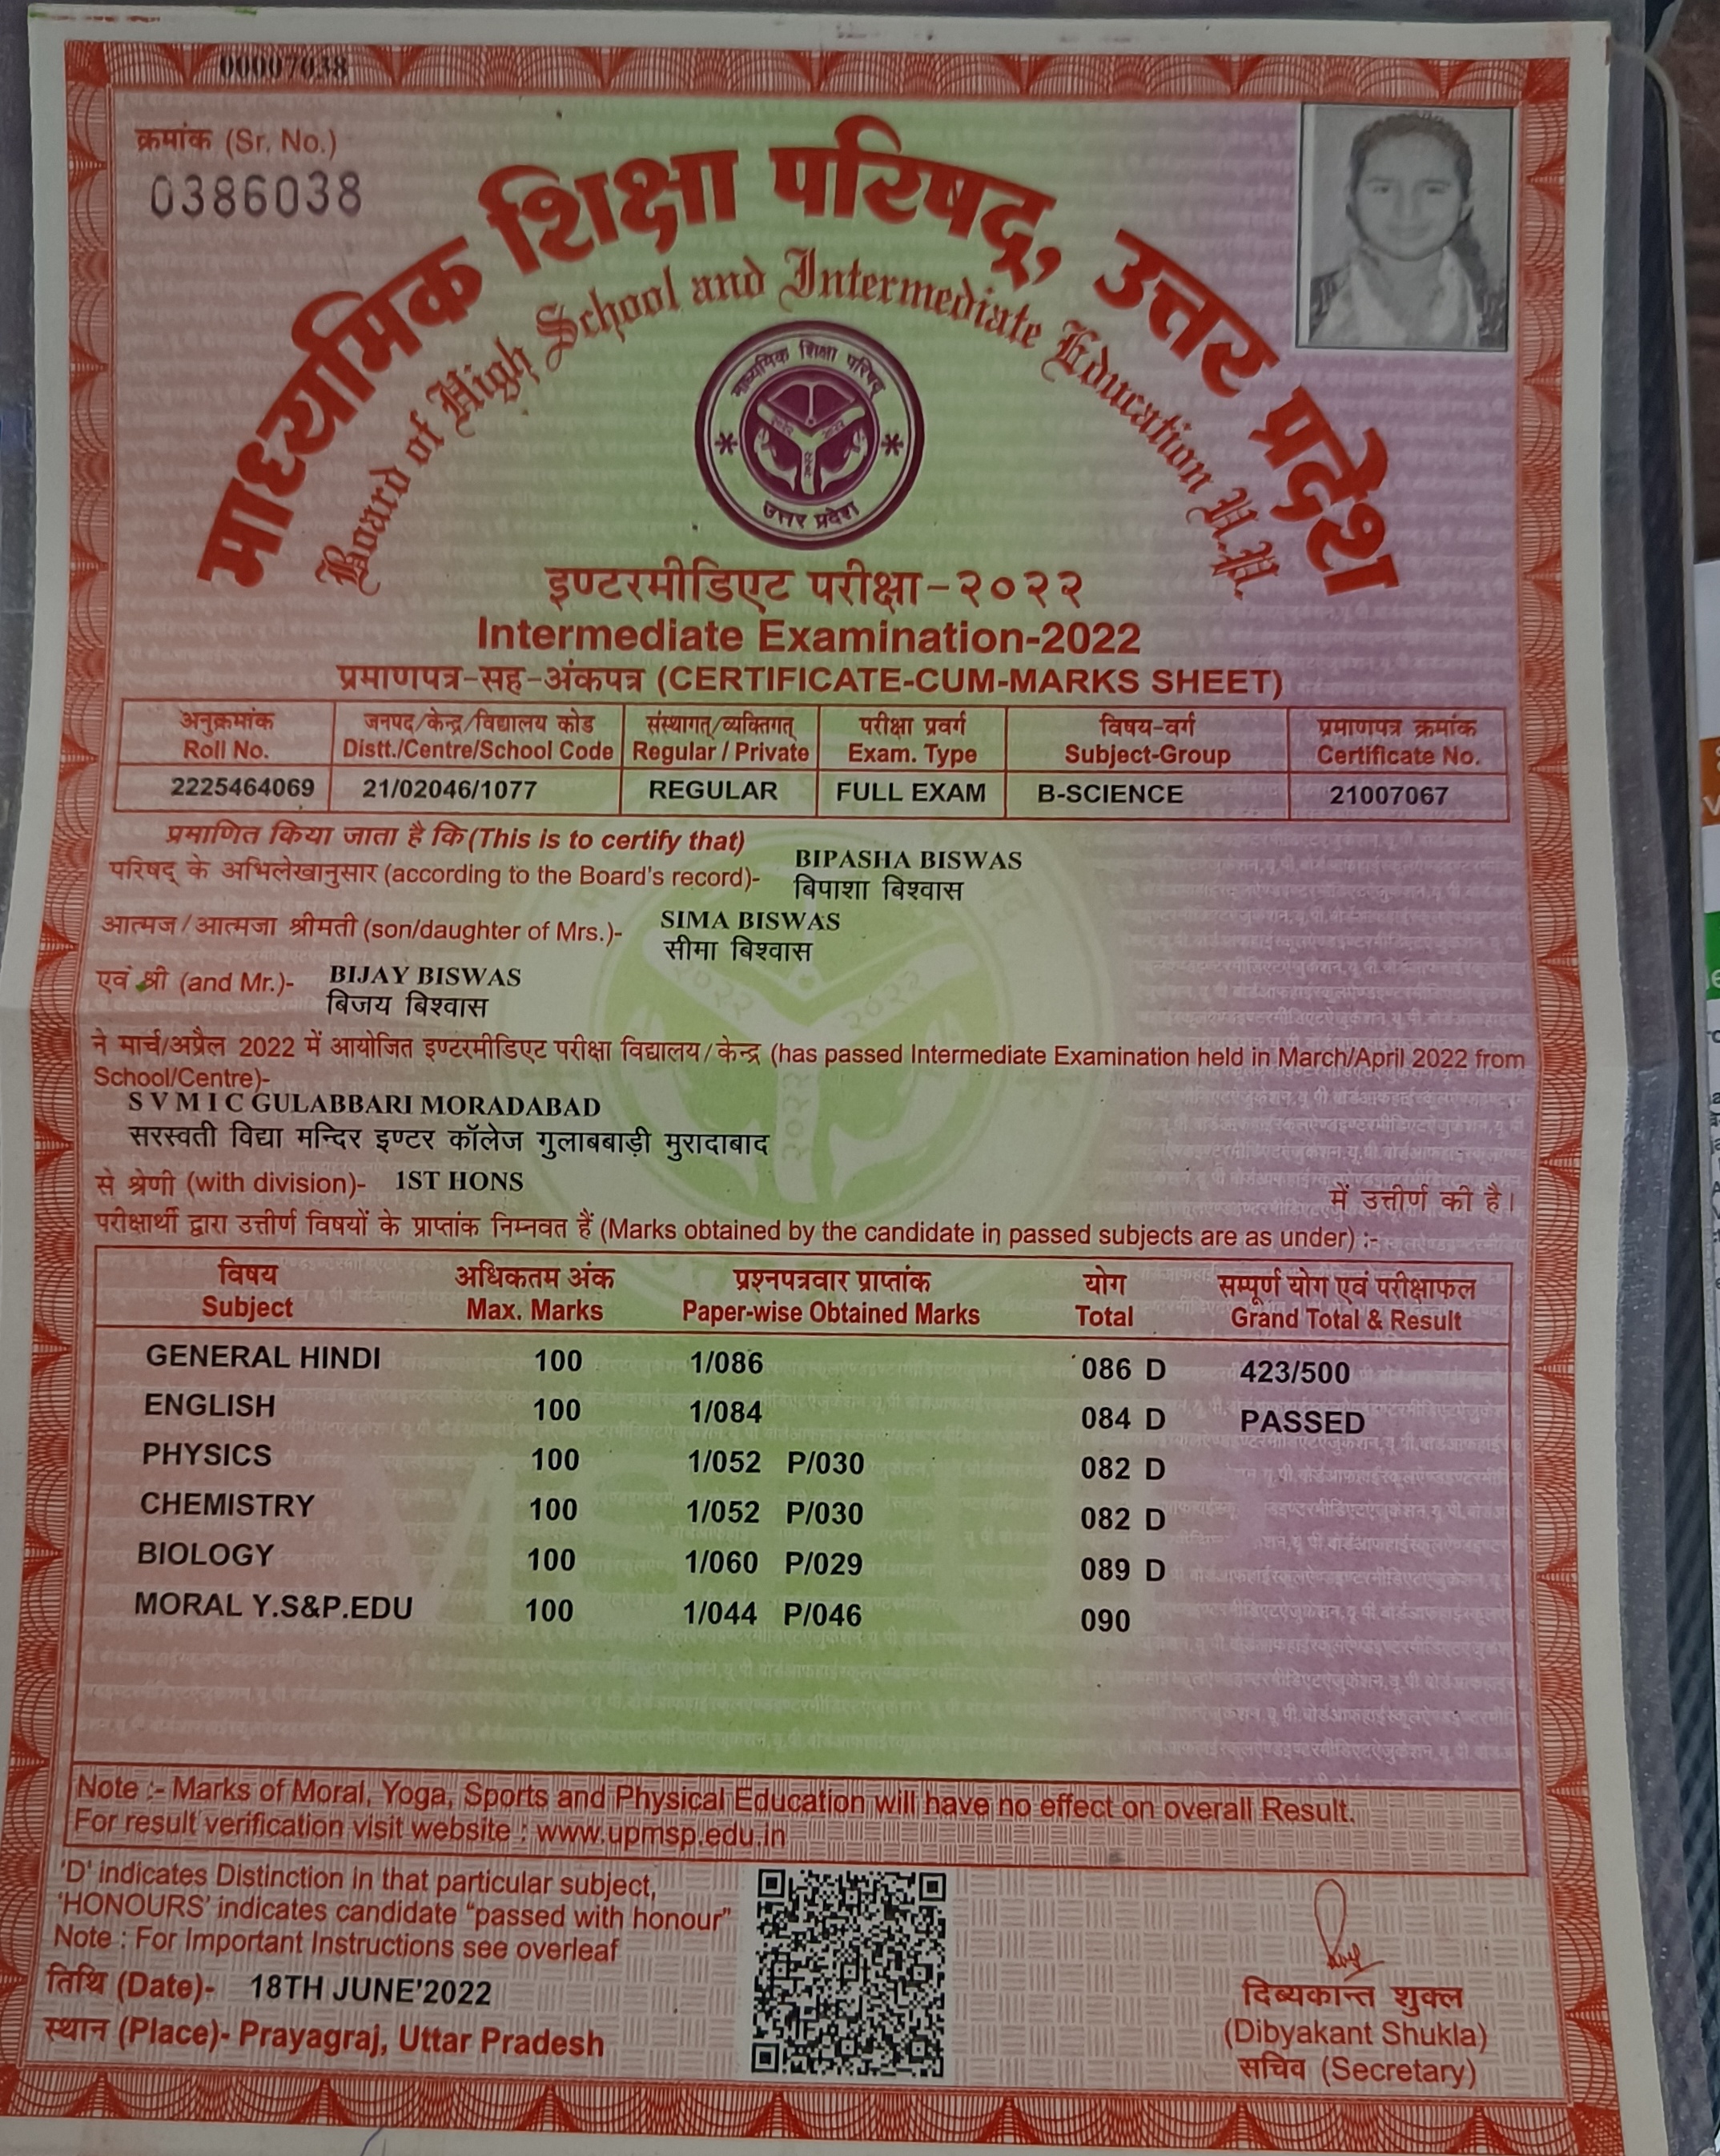 00007038
क्रमांक (Sr. No.)
0386038
माध्यमिक शिक्षा परिषद्, उत्तर प्रदेश
Board of High School and Intermediate Education U.P.
माध्यमिक शिक्षा परिषद्
उत्तर प्रदेश
इण्टरमीडिएट परीक्षा-२०२२
Intermediate Examination-2022
प्रमाणपत्र-सह-अंकपत्र (CERTIFICATE-CUM-MARKS SHEET)
अनुक्रमांक जनपद/केन्द्र/विद्यालय कोड संस्थागत्/व्यक्तिगत् परीक्षा प्रवर्ग विषय-वर्ग प्रमाणपत्र क्रमांक
Roll No. Distt./Centre/School Code Regular / Private Exam. Type Subject-Group Certificate No.
2225464069 21/02046/1077 REGULAR FULL EXAM B-SCIENCE 21007067
प्रमाणित किया जाता है कि (This is to certify that)
BIPASHA BISWAS
परिषद् के अभिलेखानुसार (according to the Board's record)-
बिपाशा बिश्वास
SIMA BISWAS
आत्मज/आत्मजा श्रीमती (son/daughter of Mrs.)-
सीमा बिश्वास
BIJAY BISWAS
एवं श्री (and Mr.)-
बिजय बिश्वास
ने मार्च/अप्रैल 2022 में आयोजित इण्टरमीडिएट परीक्षा विद्यालय/केन्द्र (has passed Intermediate Examination held in March/April 2022 from
School/Centre)-
S V M I C GULABBARI MORADABAD
सरस्वती विद्या मन्दिर इण्टर कॉलेज गुलाबबाड़ी मुरादाबाद
से श्रेणी (with division)- 1ST HONS में उत्तीर्ण की है।
परीक्षार्थी द्वारा उत्तीर्ण विषयों के प्राप्तांक निम्नवत हैं (Marks obtained by the candidate in passed subjects are as under) :-
विषय अधिकतम अंक प्रश्नपत्रवार प्राप्तांक योग सम्पूर्ण योग एवं परीक्षाफल
Subject Max. Marks Paper-wise Obtained Marks Total Grand Total & Result
GENERAL HINDI 100 1/086 086 D 423/500
ENGLISH 100 1/084 084 D PASSED
PHYSICS 100 1/052 P/030 082 D
CHEMISTRY 100 1/052 P/030 082 D
BIOLOGY 100 1/060 P/029 089 D
MORAL Y.S&P.EDU 100 1/044 P/046 090
Note :- Marks of Moral, Yoga, Sports and Physical Education will have no effect on overall Result.
For result verification visit website : www.upmsp.edu.in
'D' indicates Distinction in that particular subject,
'HONOURS' indicates candidate "passed with honour"
Note : For Important Instructions see overleaf
तिथि (Date)- 18TH JUNE'2022
स्थान (Place)- Prayagraj, Uttar Pradesh
दिब्यकान्त शुक्ल
(Dibyakant Shukla)
सचिव (Secretary)